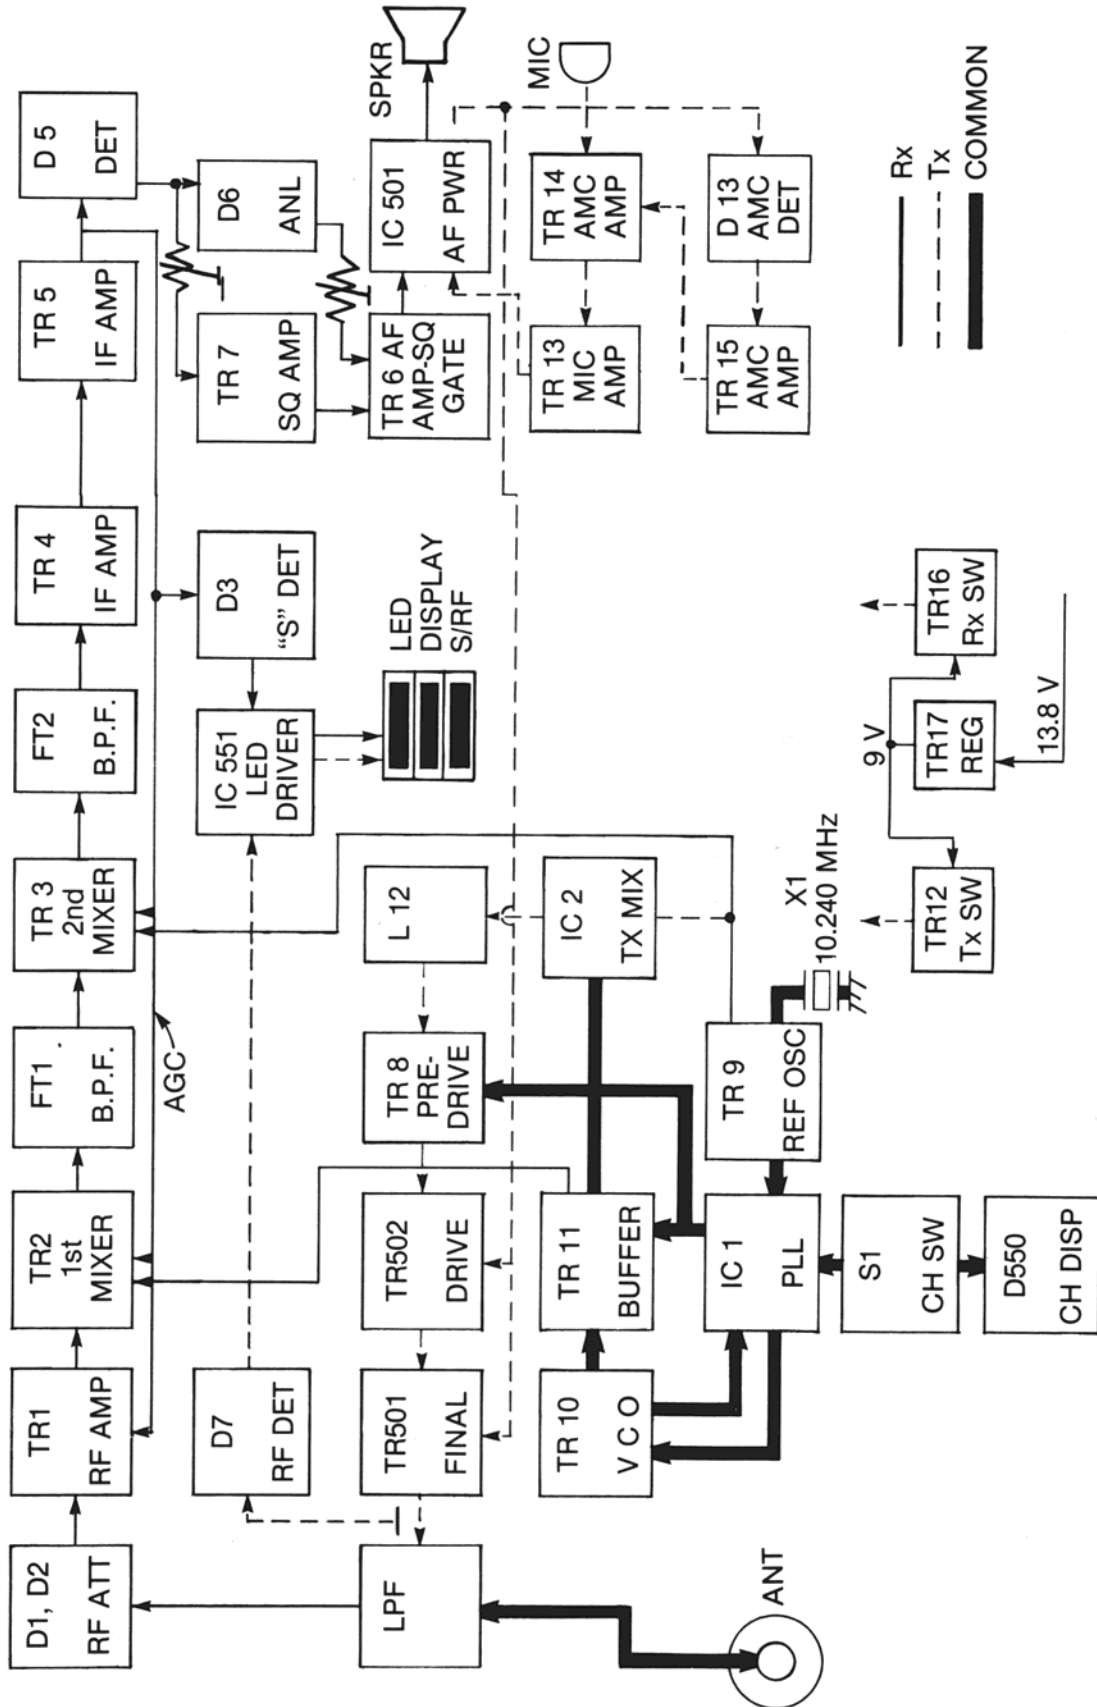 D1, D2
RF ATT
TR1
RF AMP
TR2
1st
MIXER
FT1
B.P.F.
TR 3
2nd
MIXER
FT2
B.P.F.
TR 4
IF AMP
TR 5
IF AMP
D 5
DET
AGC
D7
RF DET
IC 551
LED
DRIVER
D3
"S" DET
TR 7
SQ AMP
D6
ANL
LPF
TR501
FINAL
TR502
DRIVE
TR 8
PRE-
DRIVE
L 12
LED
DISPLAY
S/RF
TR 6 AF
AMP-SQ
GATE
IC 501
AF PWR
SPKR
TR 10
V C O
TR 11
BUFFER
IC 2
TX MIX
TR 13
MIC
AMP
TR 14
AMC
AMP
MIC
ANT
IC 1
PLL
TR 9
REF OSC
X1
10.240 MHz
TR 15
AMC
AMP
D 13
AMC
DET
S1
CH SW
D550
CH DISP
TR12
Tx SW
9 V
TR17
REG
TR16
Rx SW
13.8 V
Rx
Tx
COMMON